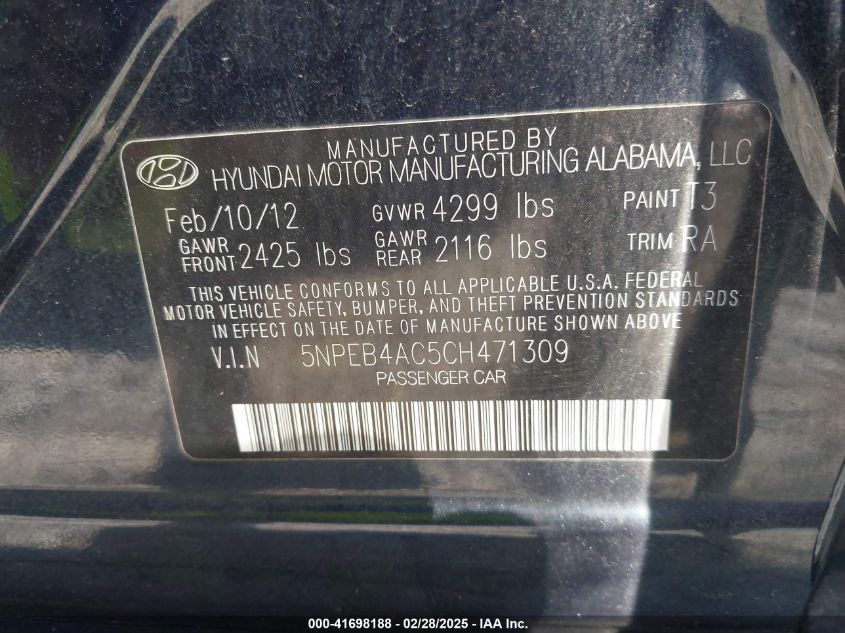 MANUFACTURED BY
HYUNDAI MOTOR MANUFACTURING ALABAMA, LLC
Feb/10/12 GVWR 4299 lbs PAINT T3
GAWR FRONT 2425 lbs GAWR REAR 2116 lbs TRIM RA
THIS VEHICLE CONFORMS TO ALL APPLICABLE U.S.A. FEDERAL
MOTOR VEHICLE SAFETY, BUMPER, AND THEFT PREVENTION STANDARDS
IN EFFECT ON THE DATE OF MANUFACTURE SHOWN ABOVE
V.I.N 5NPEB4AC5CH471309
PASSENGER CAR
000-41698188 - 02/28/2025 - IAA Inc.